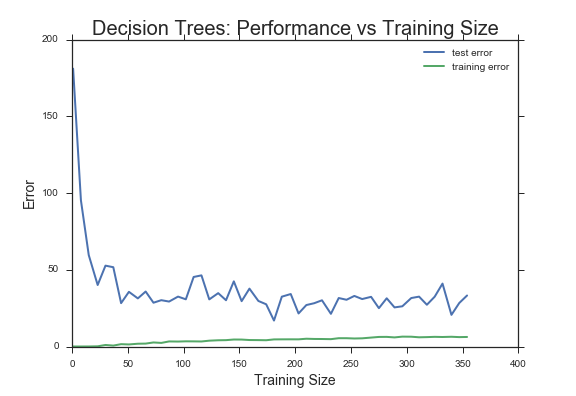 Decision Trees: Performance vs Training Size
200
test error
training error
150
100
50
0
Error
0 50 100 150 200 250 300 350 400
Training Size